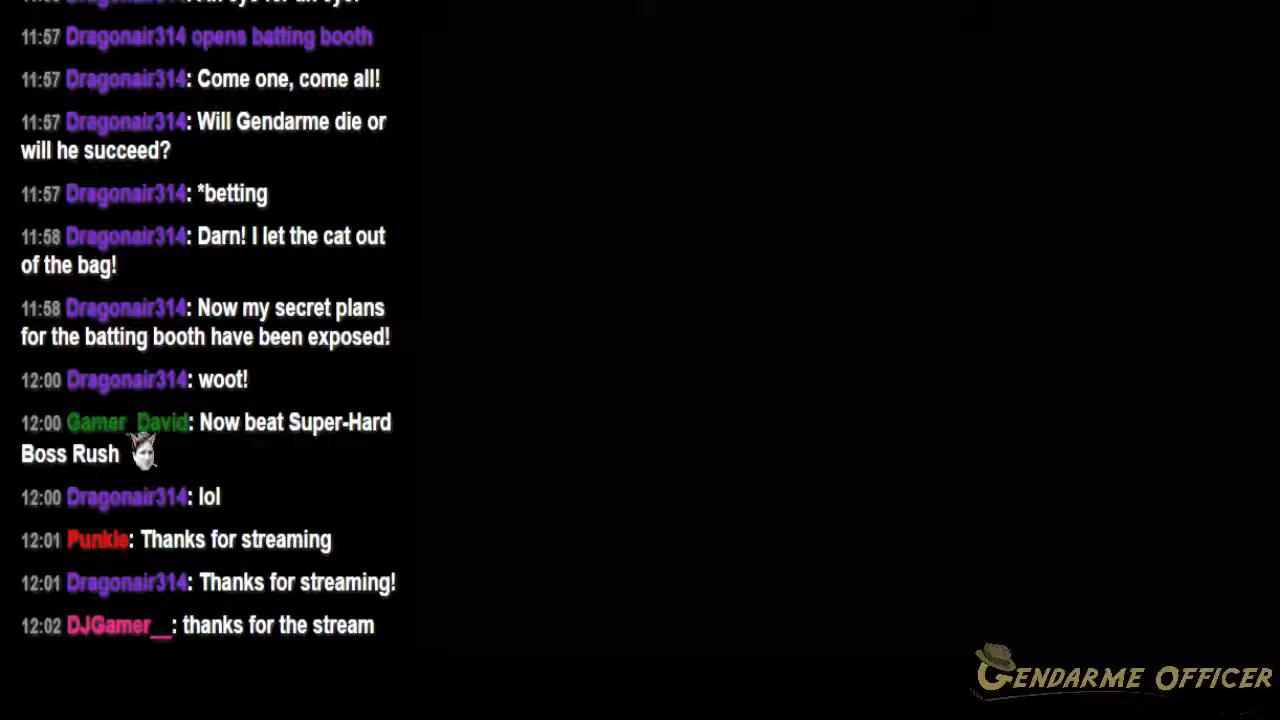 11:57 Dragonair314 opens batting booth
11:57 Dragonair314: Come one, come all!
11:57 Dragonair314: Will Gendarme die or
will he succeed?
11:57 Dragonair314: *betting
11:58 Dragonair314: Darn! I let the cat out
of the bag!
11:58 Dragonair314: Now my secret plans
for the batting booth have been exposed!
12:00 Dragonair314: woot!
12:00 Gamer_David: Now beat Super-Hard
Boss Rush
12:00 Dragonair314: lol
12:01 Punkle: Thanks for streaming
12:01 Dragonair314: Thanks for streaming!
12:02 DJGamer__: thanks for the stream
GENDARME OFFICER